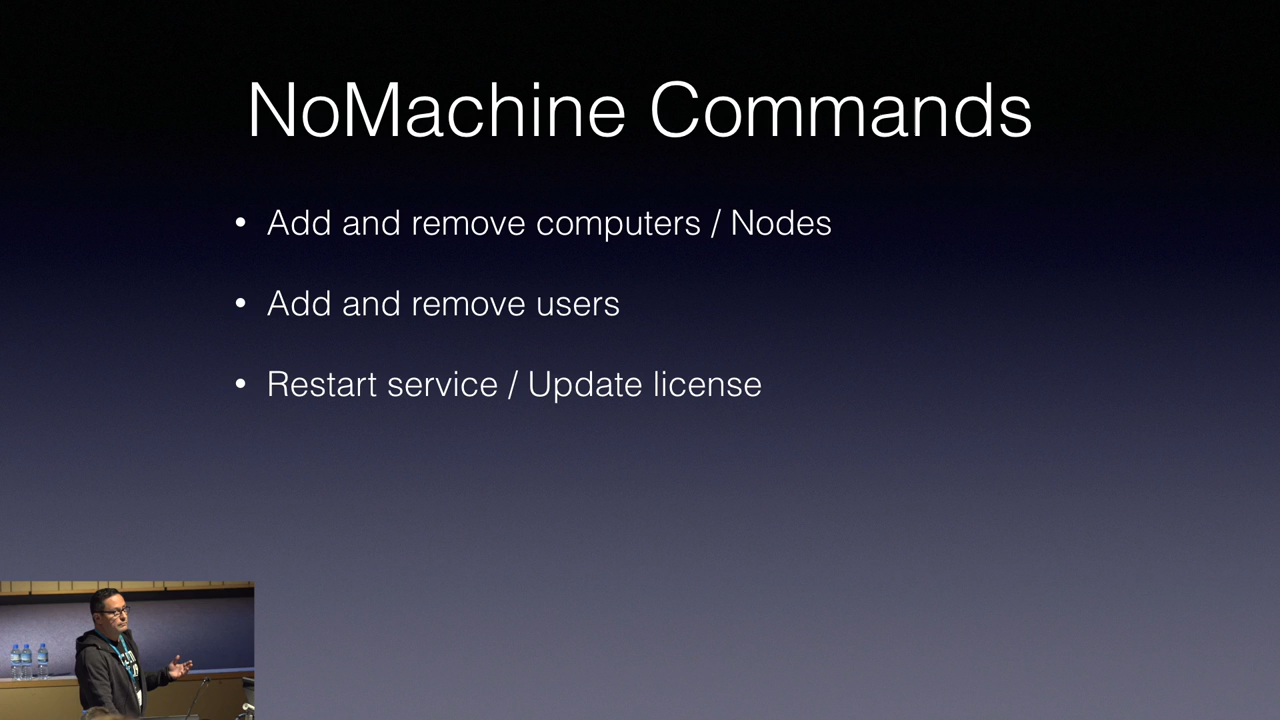 NoMachine Commands
• Add and remove computers / Nodes
• Add and remove users
• Restart service / Update license